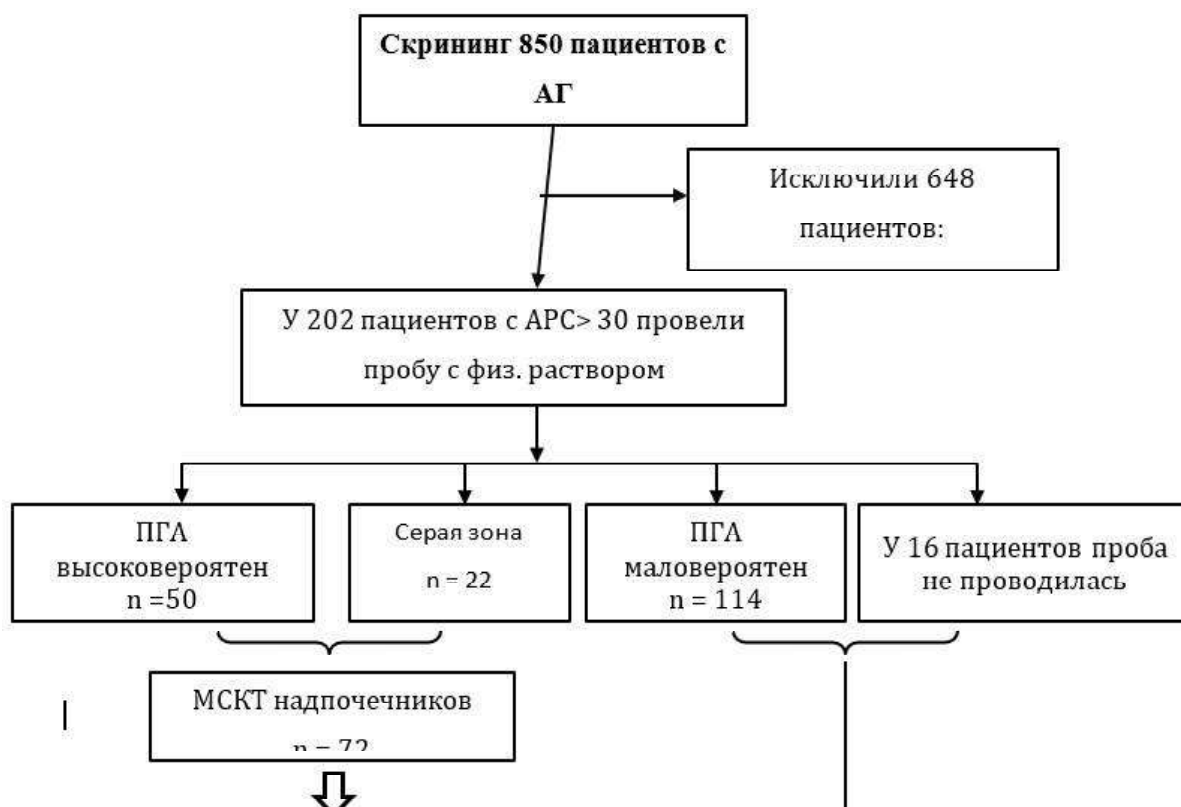 Скрининг 850 пациентов с
АГ
Исключили 648
пациентов:
У 202 пациентов с АРС> 30 провели
пробу с физ. раствором
ПГА
высоковероятен
n =50
Серая зона
n = 22
ПГА
маловероятен
n = 114
У 16 пациентов проба
не проводилась
МСКТ надпочечников
n = 72